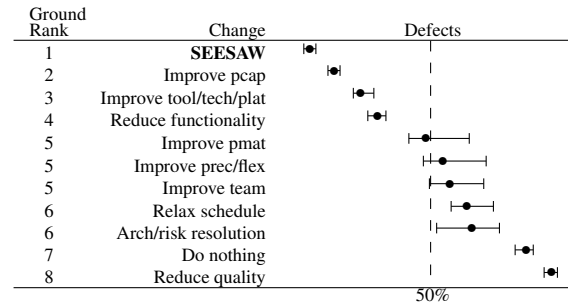 Ground
Rank Change Defects
1 SEESAW
2 Improve pcap
3 Improve tool/tech/plat
4 Reduce functionality
5 Improve pmat
5 Improve prec/flex
5 Improve team
6 Relax schedule
6 Arch/risk resolution
7 Do nothing
8 Reduce quality
50%